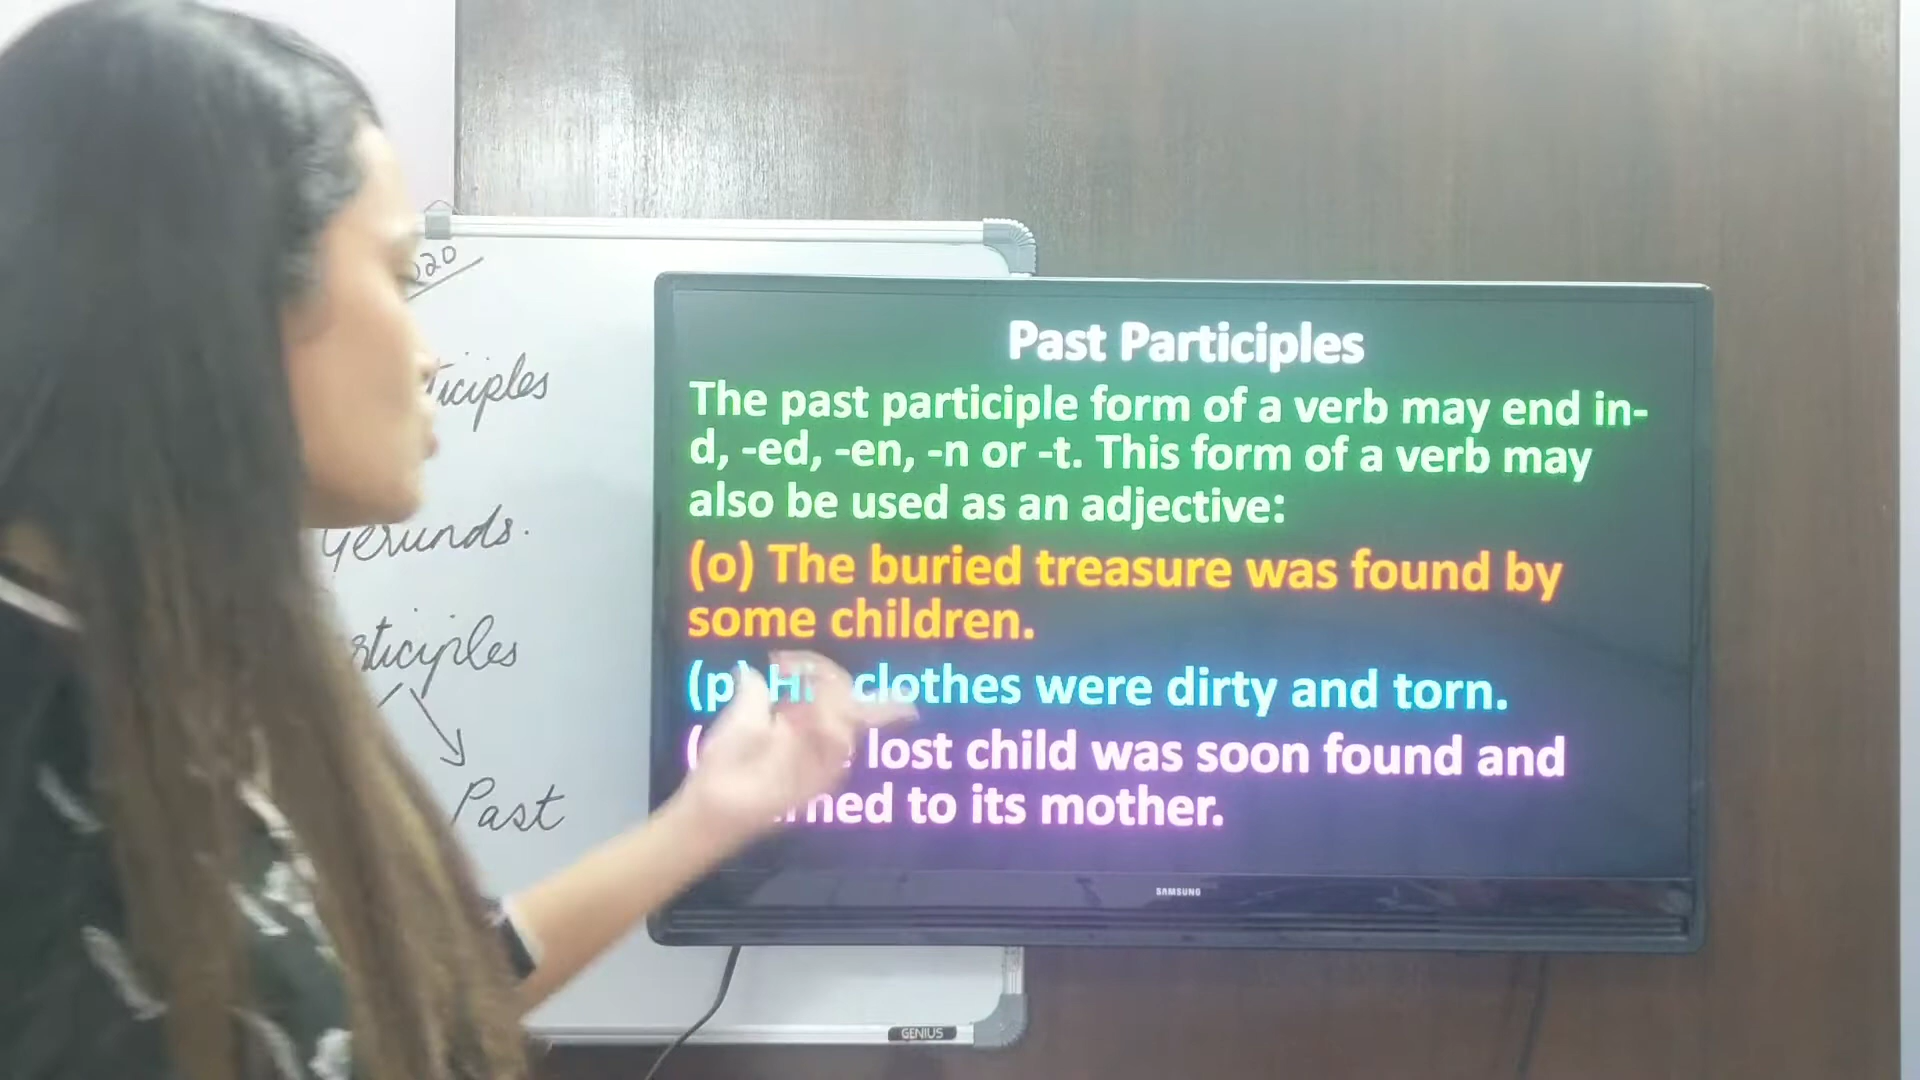 020
ticiples
Gerunds.
rticiples
Past
Past Participles
The past participle form of a verb may end in-
d, -ed, -en, -n or -t. This form of a verb may
also be used as an adjective:
(o) The buried treasure was found by
some children.
(p) clothes were dirty and torn.
lost child was soon found and
to its mother.
SAMSUNG
GENIUS